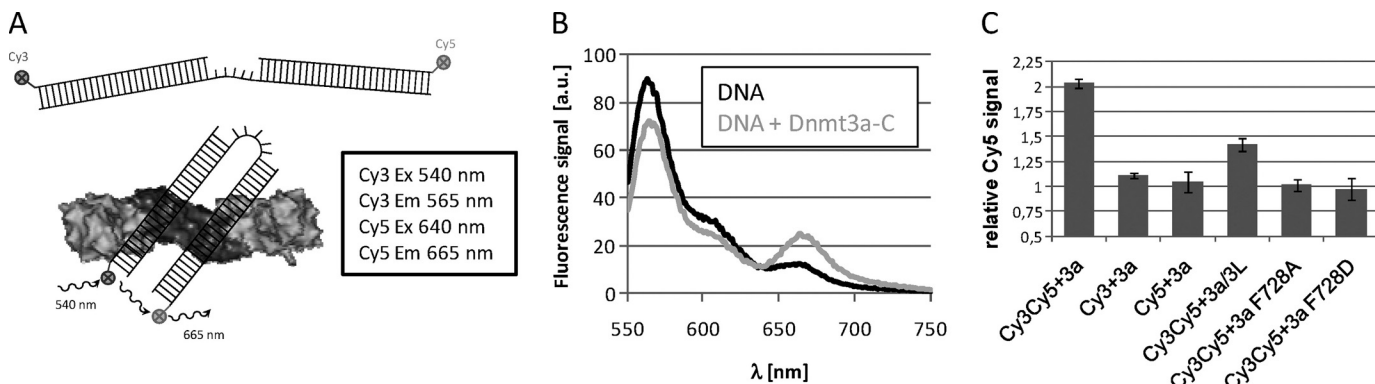 A
Cy3
Cy5
Cy3 Ex 540 nm
Cy3 Em 565 nm
Cy5 Ex 640 nm
Cy5 Em 665 nm
540 nm
665 nm
B
Fluorescence signal [a.u.]
100
80
60
40
20
0
DNA
DNA + Dnmt3a-C
550
600
650
700
750
λ [nm]
C
relative Cy5 signal
2,25
2
1,75
1,5
1,25
1
0,75
0,5
Cy3Cy5+3a
Cy3+3a
Cy5+3a
Cy3Cy5+3a/3L
Cy3Cy5+3a F728A
Cy3Cy5+3a F728D